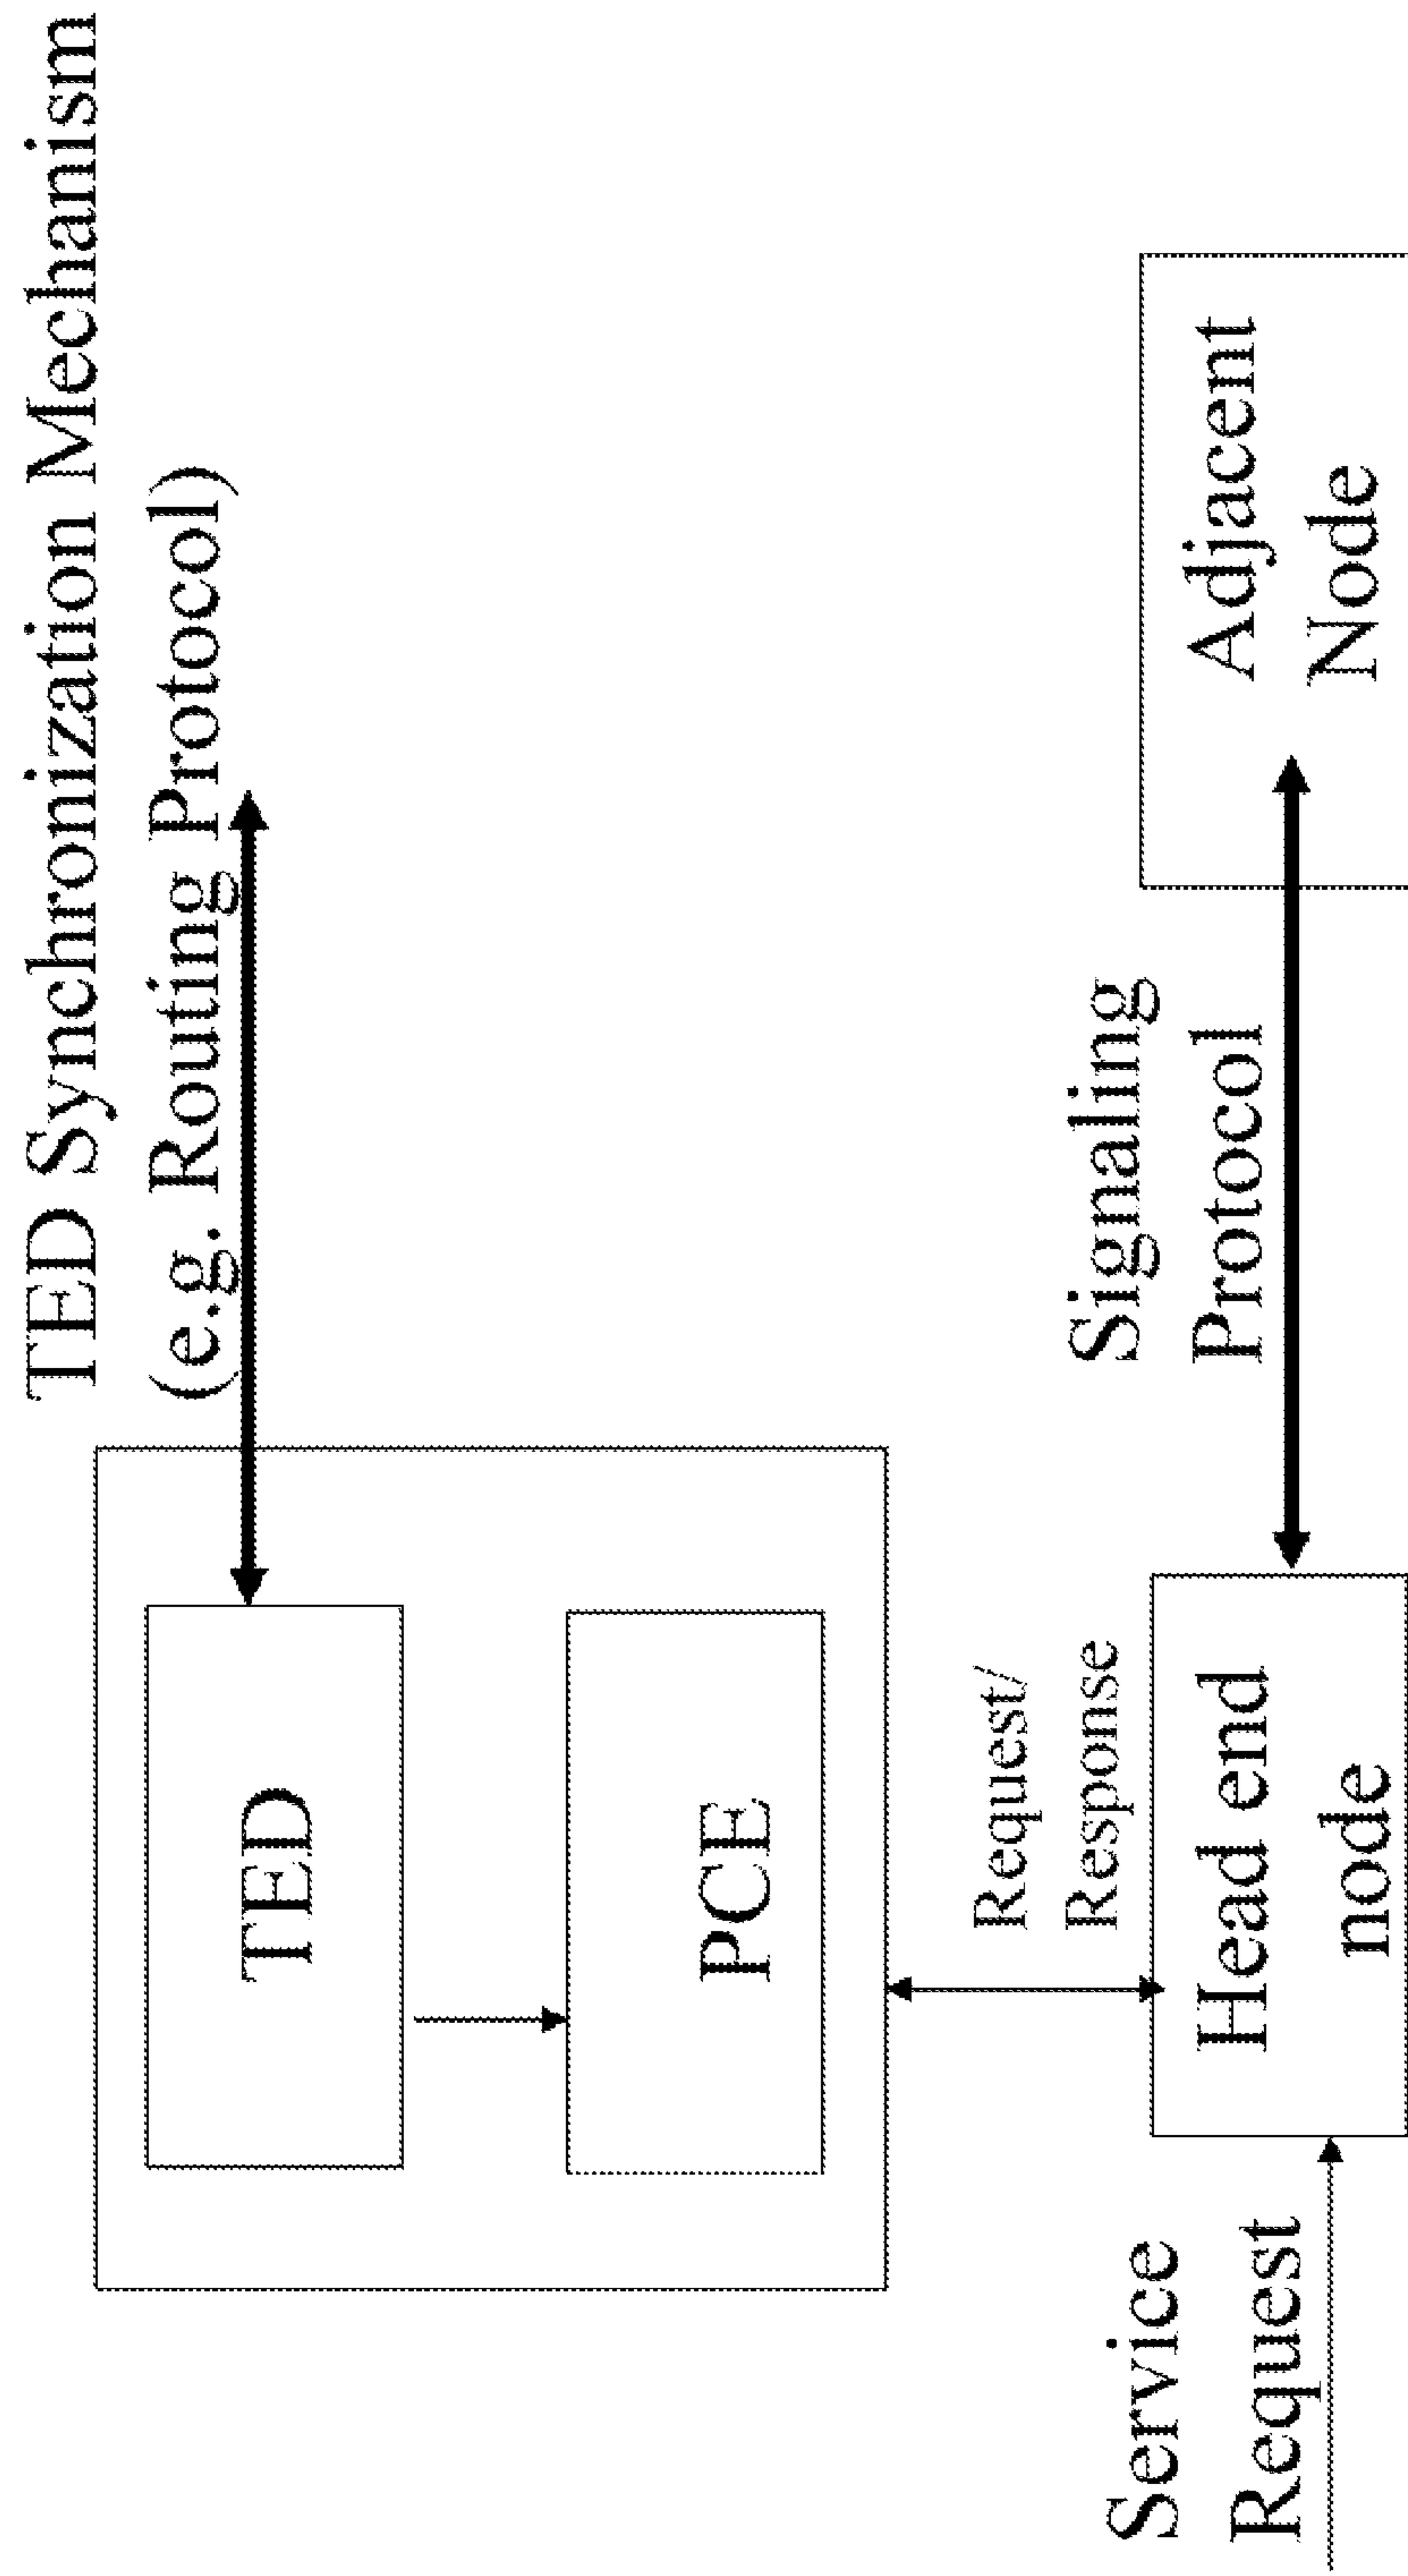 TED Synchronization Mechanism
(e.g. Routing Protocol)
TED
PCE
Request/
Response
Service
Request
Head end
node
Signaling
Protocol
Adjacent
Node